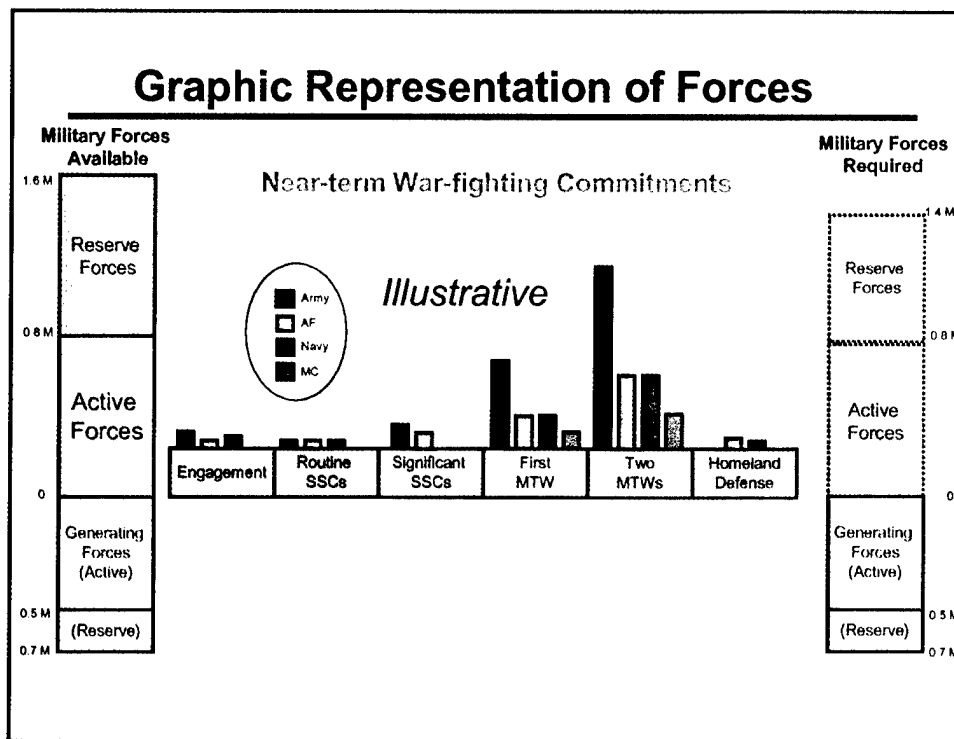 Graphic Representation of Forces
Military Forces
Available
1.6 M
Reserve
Forces
0.8 M
Active
Forces
0
Generating
Forces
(Active)
0.5 M
(Reserve)
0.7 M
Near-term War-fighting Commitments
Illustrative
Army
AF
Navy
MC
Engagement
Routine
SSCs
Significant
SSCs
First
MTW
Two
MTWs
Homeland
Defense
Military Forces
Required
1.4 M
Reserve
Forces
0.8 M
Active
Forces
0
Generating
Forces
(Active)
0.5 M
(Reserve)
0.7 M